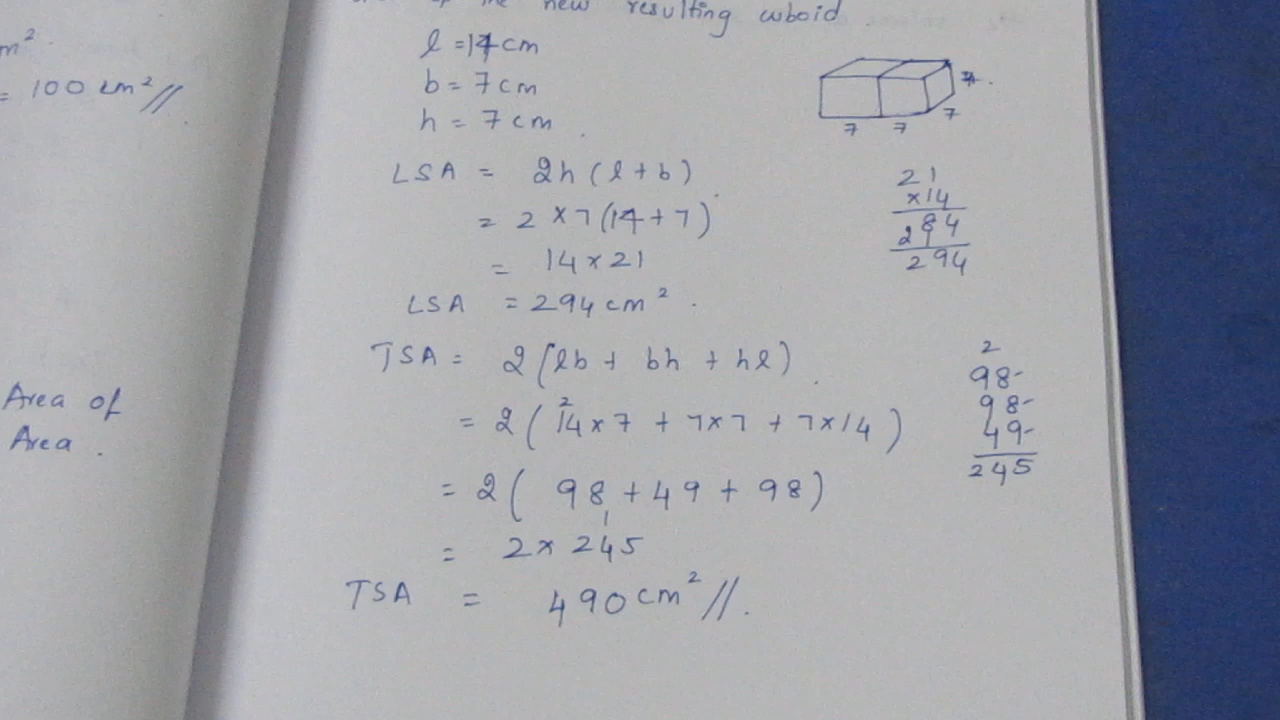 m²
= 100 cm² //
Area of
Area .
the new resulting cuboid
l = 14 cm
b = 7 cm
h = 7 cm .
7 7 7
LSA = 2h (l + b)
= 2 × 7 (14 + 7)
= 14 × 21
LSA = 294 cm² .
21
×14
84
21
294
TSA = 2 (lb + bh + hl) .
= 2 ( 14 × 7 + 7 × 7 + 7 × 14 )
= 2 ( 98 + 49 + 98 )
= 2 × 245
TSA = 490 cm² // .
2
98-
98-
49-
245